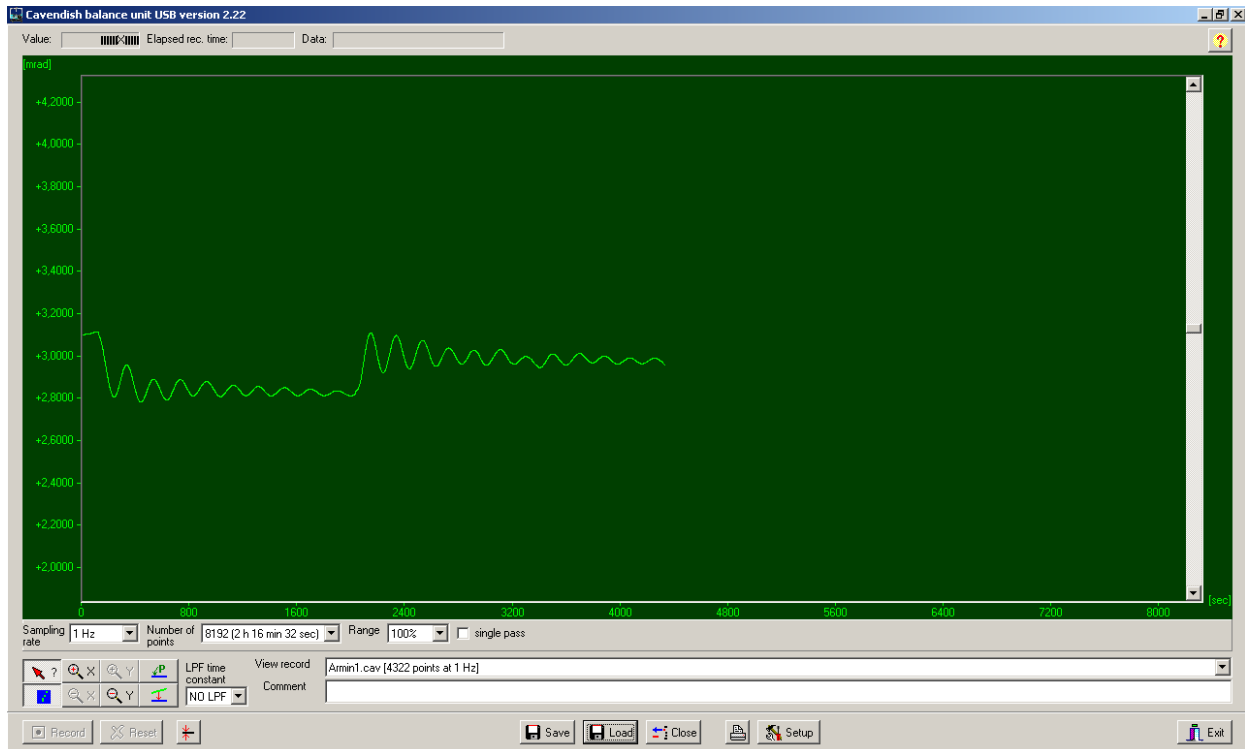 Cavendish balance unit USB version 2.22
Value: Elapsed rec. time: Data:
?
[mrad]
+4,2000
+4,0000
+3,8000
+3,6000
+3,4000
+3,2000
+3,0000
+2,8000
+2,6000
+2,4000
+2,2000
+2,0000
0 800 1600 2400 3200 4000 4800 5600 6400 7200 8000 [sec]
Sampling rate 1 Hz Number of points 8192 (2 h 16 min 32 sec) Range 100% single pass
? X Y P LPF time constant View record Armin1.cav [4322 points at 1 Hz]
X Y NO LPF Comment
Record Reset Save Load Close Setup Exit